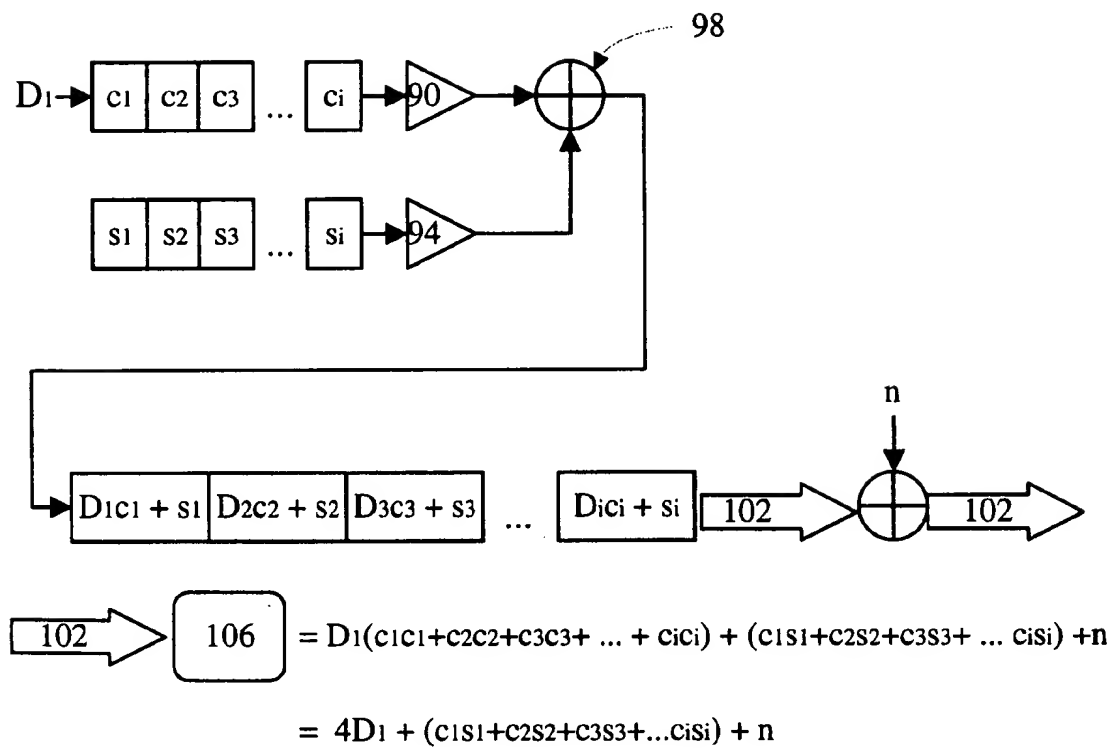 98
D1 c1 c2 c3 ... ci 90
s1 s2 s3 ... si 94
n
D1c1 + s1 D2c2 + s2 D3c3 + s3 ... Dici + si 102 102
102 106 = D1(c1c1+c2c2+c3c3+ ... + cici) + (c1s1+c2s2+c3s3+ ... cisi) +n
= 4D1 + (c1s1+c2s2+c3s3+...cisi) + n